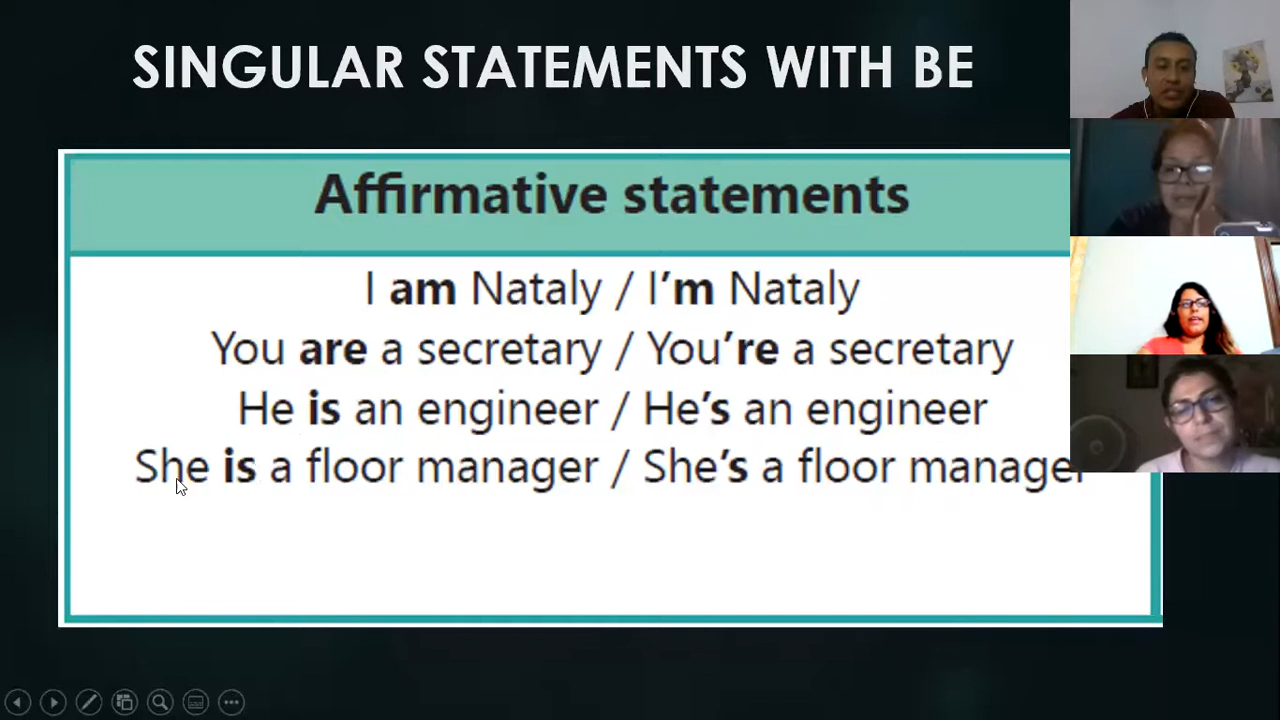 SINGULAR STATEMENTS WITH BE
Affirmative statements
I am Nataly / I'm Nataly
You are a secretary / You're a secretary
He is an engineer / He's an engineer
She is a floor manager / She's a floor manager